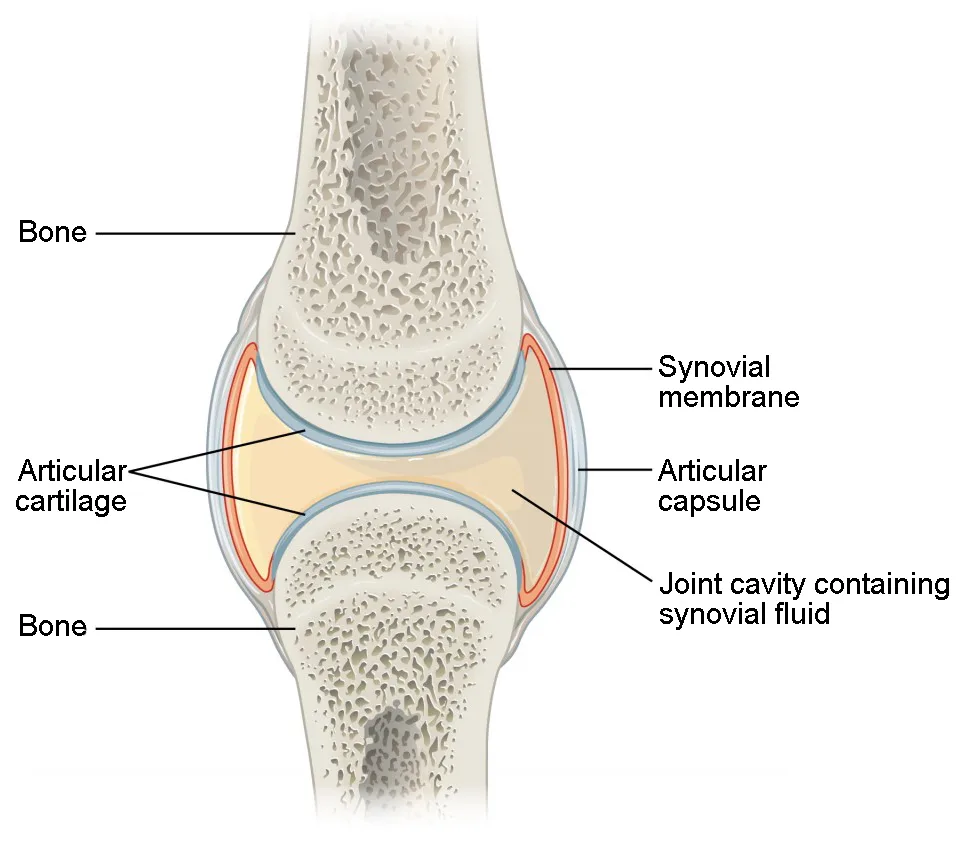 Bone
Synovial
membrane
Articular
cartilage
Articular
capsule
Joint cavity containing
synovial fluid
Bone